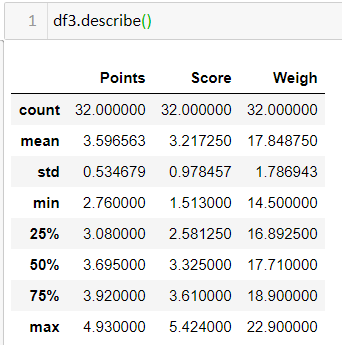 1 df3.describe()
Points Score Weigh
count 32.000000 32.000000 32.000000
mean 3.596563 3.217250 17.848750
std 0.534679 0.978457 1.786943
min 2.760000 1.513000 14.500000
25% 3.080000 2.581250 16.892500
50% 3.695000 3.325000 17.710000
75% 3.920000 3.610000 18.900000
max 4.930000 5.424000 22.900000